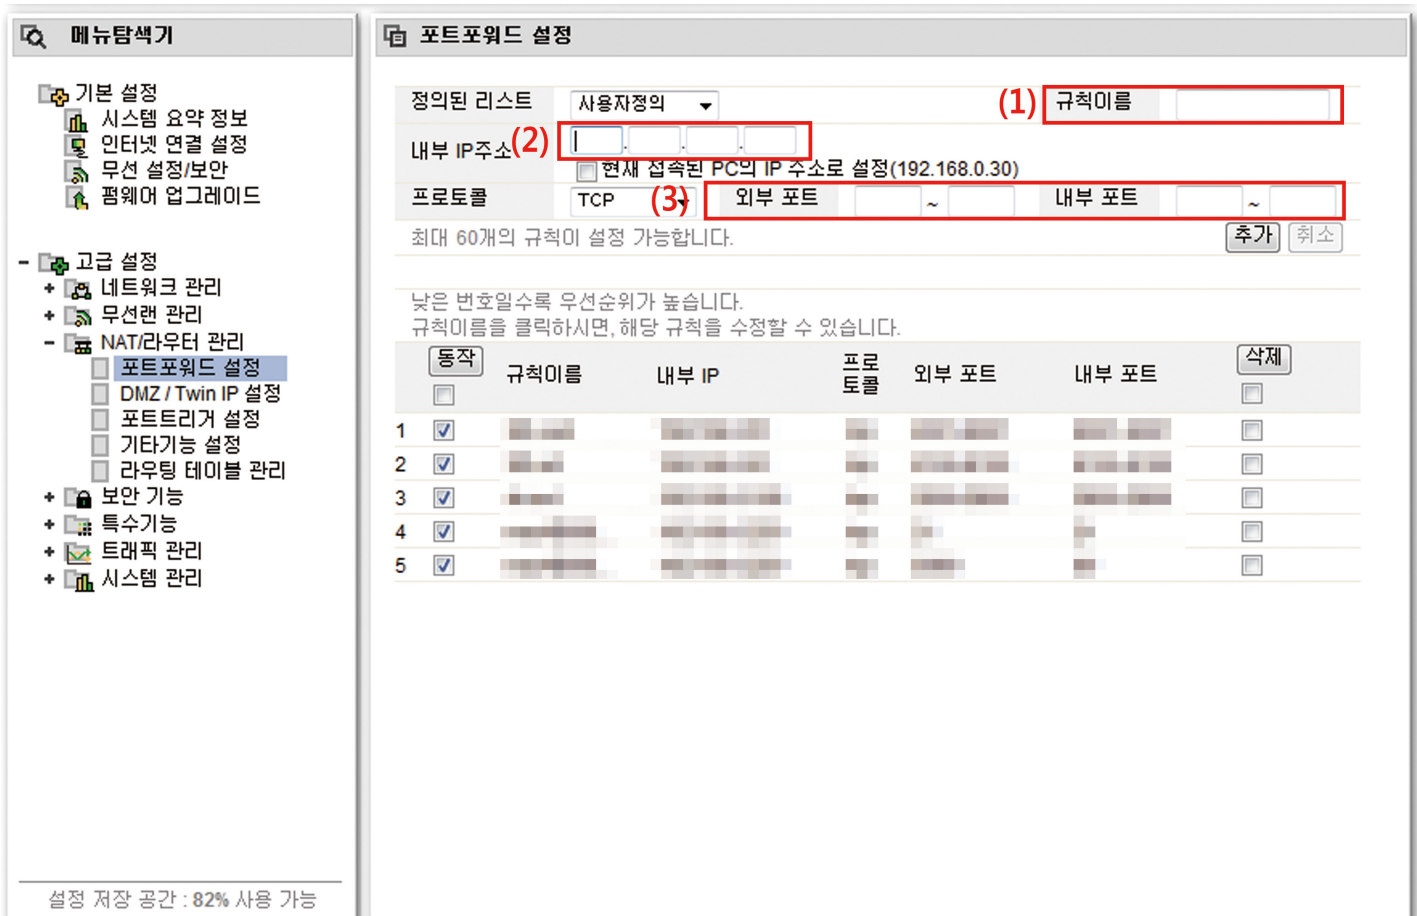 메뉴탐색기
기본 설정
시스템 요약 정보
인터넷 연결 설정
무선 설정/보안
펌웨어 업그레이드
고급 설정
네트워크 관리
무선랜 관리
NAT/라우터 관리
포트포워드 설정
DMZ / Twin IP 설정
포트트리거 설정
기타기능 설정
라우팅 테이블 관리
보안 기능
특수기능
트래픽 관리
시스템 관리
설정 저장 공간 : 82% 사용 가능
포트포워드 설정
정의된 리스트 사용자정의 (1) 규칙이름
내부 IP주소 (2) . . .
현재 접속된 PC의 IP 주소로 설정(192.168.0.30)
프로토콜 TCP (3) 외부 포트 ~ 내부 포트 ~
최대 60개의 규칙이 설정 가능합니다. 추가 취소
낮은 번호일수록 우선순위가 높습니다.
규칙이름을 클릭하시면, 해당 규칙을 수정할 수 있습니다.
동작 규칙이름 내부 IP 프로토콜 외부 포트 내부 포트 삭제
1
2
3
4
5